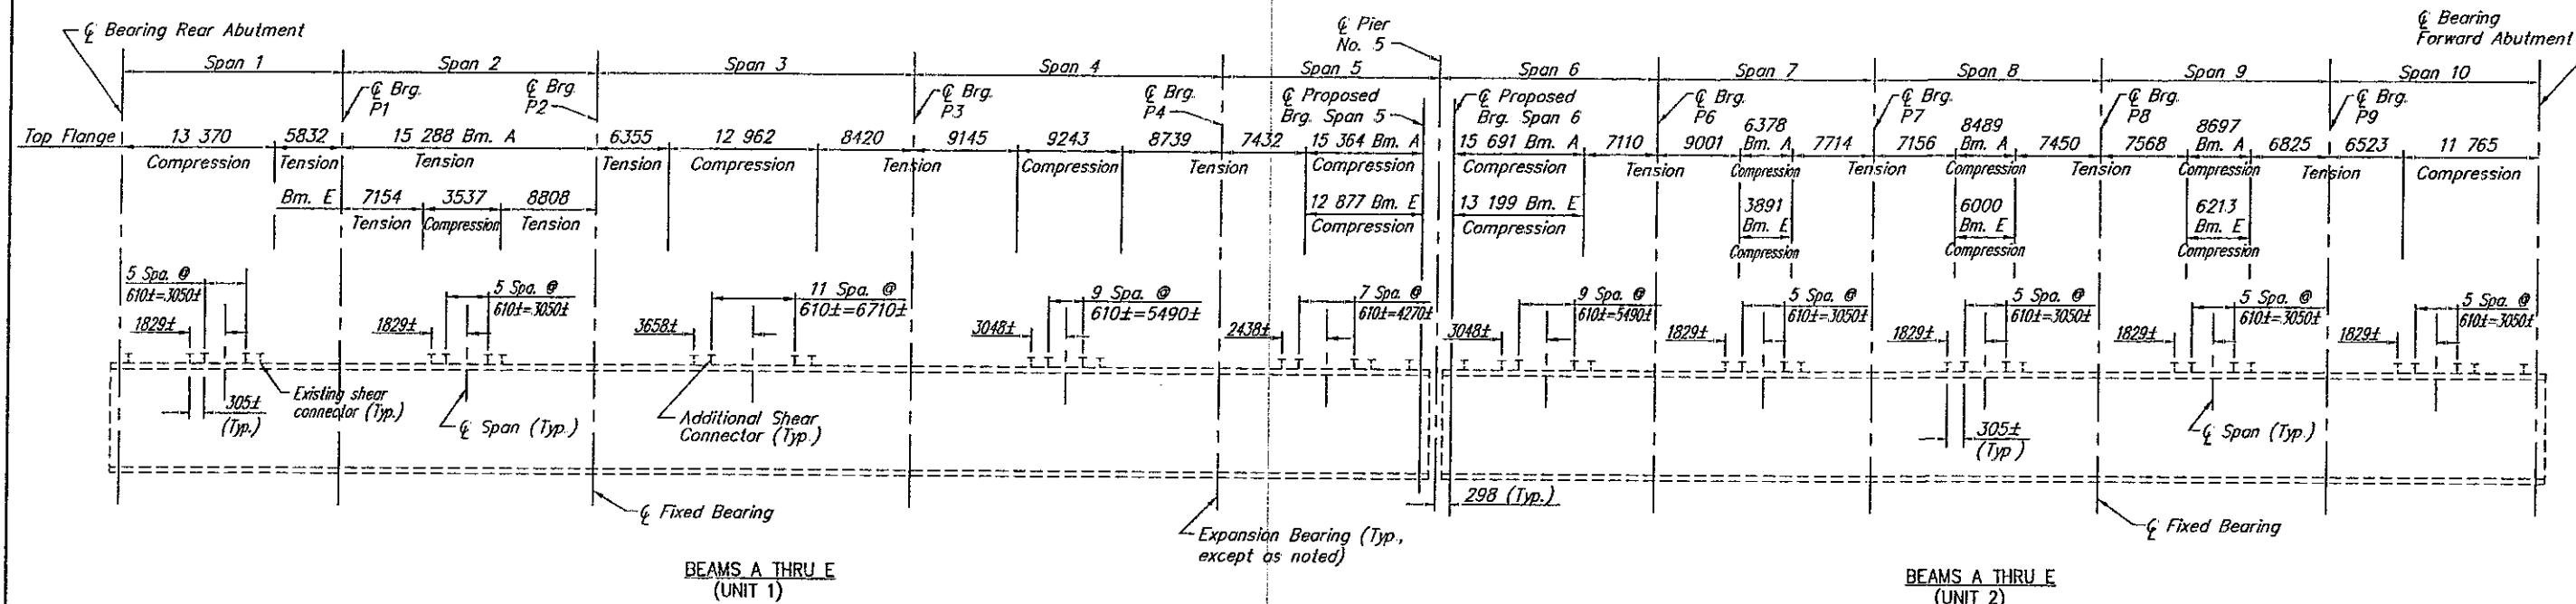 ℄ Bearing Rear Abutment
℄ Pier
No. 5
℄ Bearing
Forward Abutment
Span 1
Span 2
Span 3
Span 4
Span 5
Span 6
Span 7
Span 8
Span 9
Span 10
℄ Brg.
P1
℄ Brg.
P2
℄ Brg.
P3
℄ Brg.
P4
℄ Proposed
Brg. Span 5
℄ Proposed
Brg. Span 6
℄ Brg.
P6
℄ Brg.
P7
℄ Brg.
P8
℄ Brg.
P9
Top Flange
13 370
Compression
5832
Tension
15 288 Bm. A
Tension
6355
Tension
12 962
Compression
8420
9145
Tension
9243
Compression
8739
7432
Tension
15 364 Bm. A
Compression
15 691 Bm. A
Compression
7110
9001
Tension
6378
Bm. A
Compression
7714
7156
Tension
8489
Bm. A
Compression
7450
7568
Tension
8697
Bm. A
Compression
6825
6523
Tension
11 765
Compression
Bm. E
7154
Tension
3537
Compression
8808
Tension
12 877 Bm. E
Compression
13 199 Bm. E
Compression
3891
Bm. E
Compression
6000
Bm. E
Compression
6213
Bm. E
Compression
5 Spa. @
610±=3050±
1829±
5 Spa. @
610±=3050±
1829±
11 Spa. @
610±=6710±
3658±
9 Spa. @
610±=5490±
3048±
7 Spa. @
610±=4270±
2438±
9 Spa. @
610±=5490±
3048±
5 Spa. @
610±=3050±
1829±
5 Spa. @
610±=3050±
1829±
5 Spa. @
610±=3050±
1829±
5 Spa. @
610±=3050±
1829±
305±
(Typ.)
Existing shear
connector (Typ.)
℄ Span (Typ.)
Additional Shear
Connector (Typ.)
305±
(Typ)
℄ Span (Typ.)
298 (Typ.)
℄ Fixed Bearing
Expansion Bearing (Typ.,
except as noted)
℄ Fixed Bearing
BEAMS A THRU E
(UNIT 1)
BEAMS A THRU E
(UNIT 2)